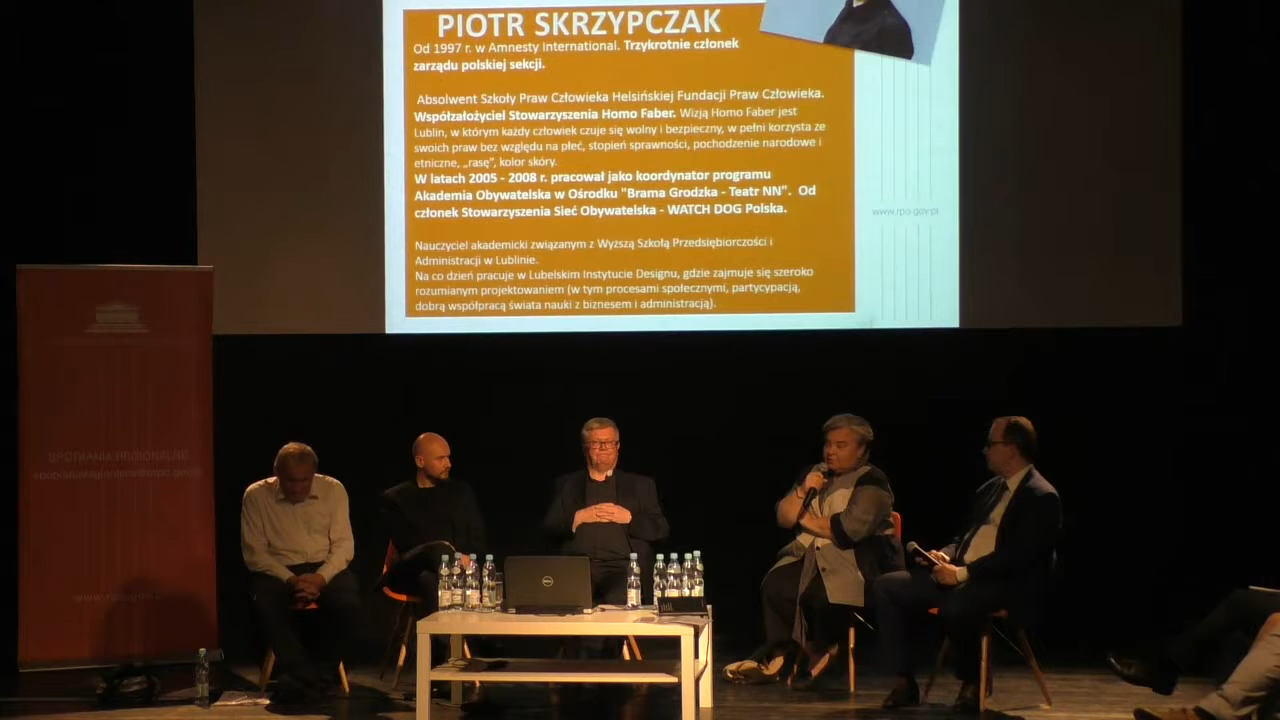 PIOTR SKRZYPCZAK
Od 1997 r. w Amnesty International. Trzykrotnie członek
zarządu polskiej sekcji.
Absolwent Szkoły Praw Człowieka Helsińskiej Fundacji Praw Człowieka.
Współzałożyciel Stowarzyszenia Homo Faber. Wizją Homo Faber jest
Lublin, w którym każdy człowiek czuje się wolny i bezpieczny, w pełni korzysta ze
swoich praw bez względu na płeć, stopień sprawności, pochodzenie narodowe i
etniczne, „rasę", kolor skóry.
W latach 2005 - 2008 r. pracował jako koordynator programu
Akademia Obywatelska w Ośrodku "Brama Grodzka - Teatr NN". Od
członek Stowarzyszenia Sieć Obywatelska - WATCH DOG Polska.
Nauczyciel akademicki związanym z Wyższą Szkołą Przedsiębiorczości i
Administracji w Lublinie.
Na co dzień pracuje w Lubelskim Instytucie Designu, gdzie zajmuje się szeroko
rozumianym projektowaniem (w tym procesami społecznymi, partycypacją,
dobrą współpracą świata nauki z biznesem i administracją).
www.rpo.gov.pl
SPOTKANIA REGIONALNE
DELL